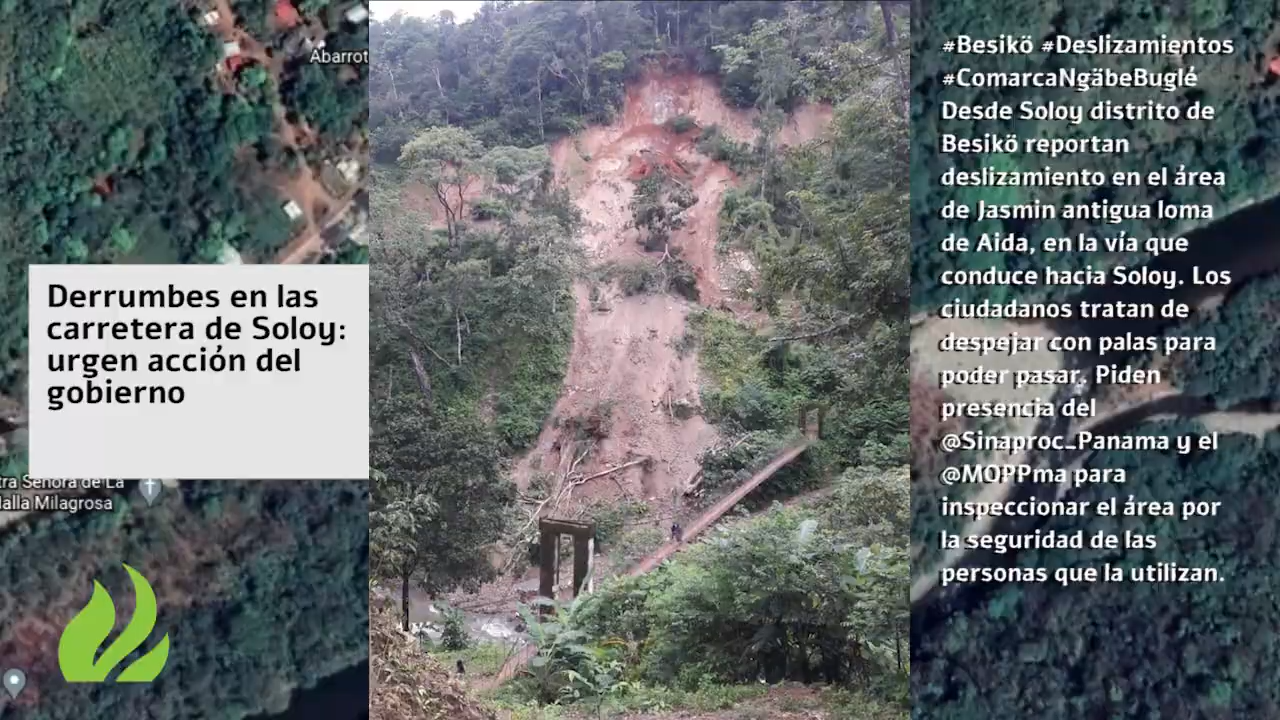 Abarrot
Derrumbes en las
carretera de Soloy:
urgen acción del
gobierno
tra Señora de La
dalla Milagrosa
#Besikö #Deslizamientos
#ComarcaNgäbeBuglé
Desde Soloy distrito de
Besikö reportan
deslizamiento en el área
de Jasmin antigua loma
de Aida, en la vía que
conduce hacia Soloy. Los
ciudadanos tratan de
despejar con palas para
poder pasar. Piden
presencia del
@Sinaproc_Panama y el
@MOPPma para
inspeccionar el área por
la seguridad de las
personas que la utilizan.